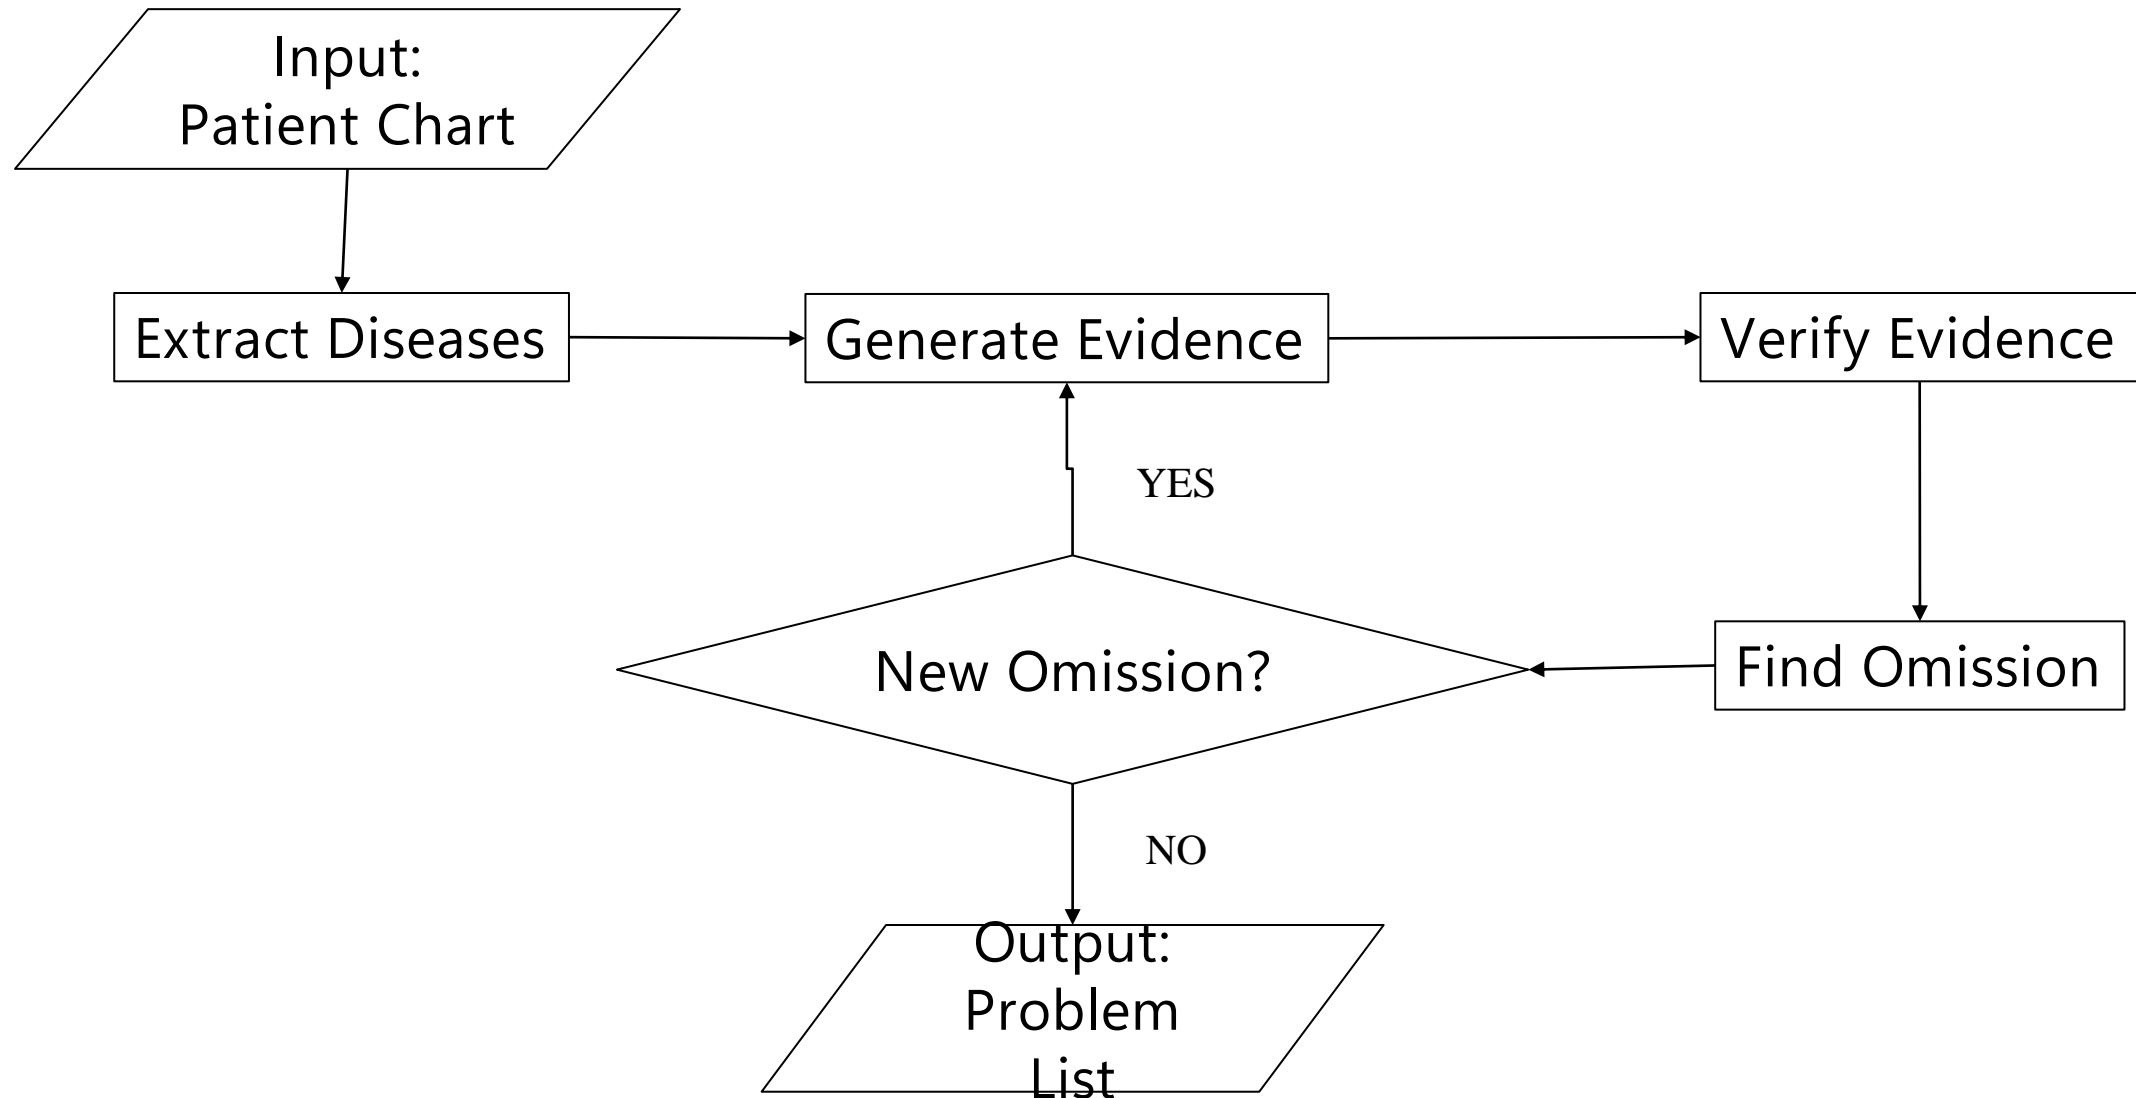 Input:
Patient Chart
Extract Diseases
Generate Evidence
Verify Evidence
YES
New Omission?
Find Omission
NO
Output:
Problem
List